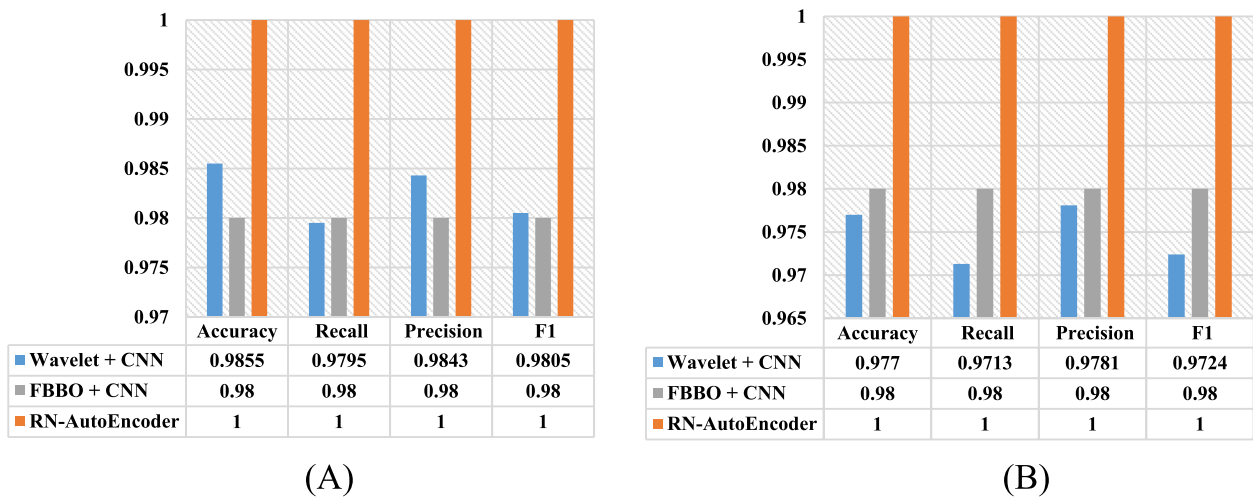 1
0.995
0.99
0.985
0.98
0.975
0.97
Accuracy Recall Precision F1
Wavelet + CNN 0.9855 0.9795 0.9843 0.9805
FBBO + CNN 0.98 0.98 0.98 0.98
RN-AutoEncoder 1 1 1 1
(A)
1
0.995
0.99
0.985
0.98
0.975
0.97
0.965
Accuracy Recall Precision F1
Wavelet + CNN 0.977 0.9713 0.9781 0.9724
FBBO + CNN 0.98 0.98 0.98 0.98
RN-AutoEncoder 1 1 1 1
(B)